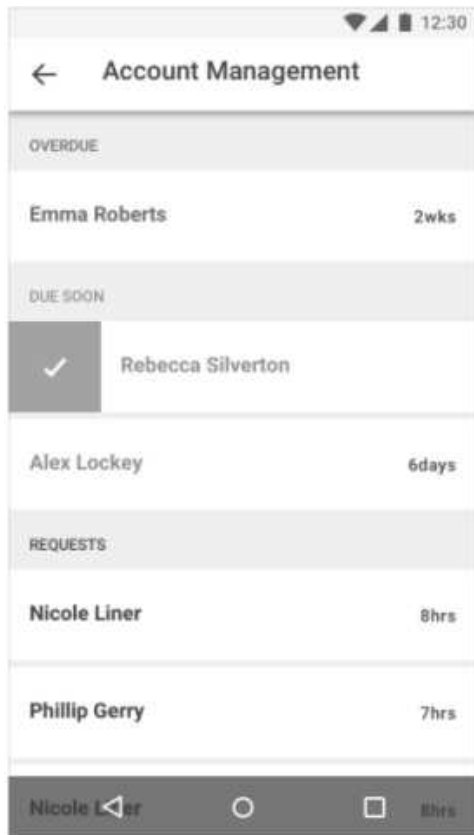 12:30
Account Management
OVERDUE
Emma Roberts 2wks
DUE SOON
Rebecca Silverton
Alex Lockey 6days
REQUESTS
Nicole Liner 8hrs
Phillip Gerry 7hrs
Nicole 8hrs